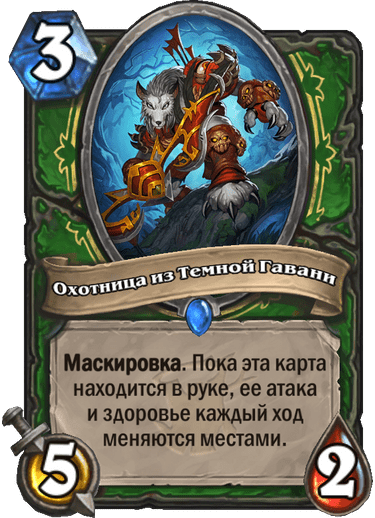 3
Охотница из Темной Гавани
Маскировка. Пока эта карта
находится в руке, ее атака
и здоровье каждый ход
меняются местами.
5
2